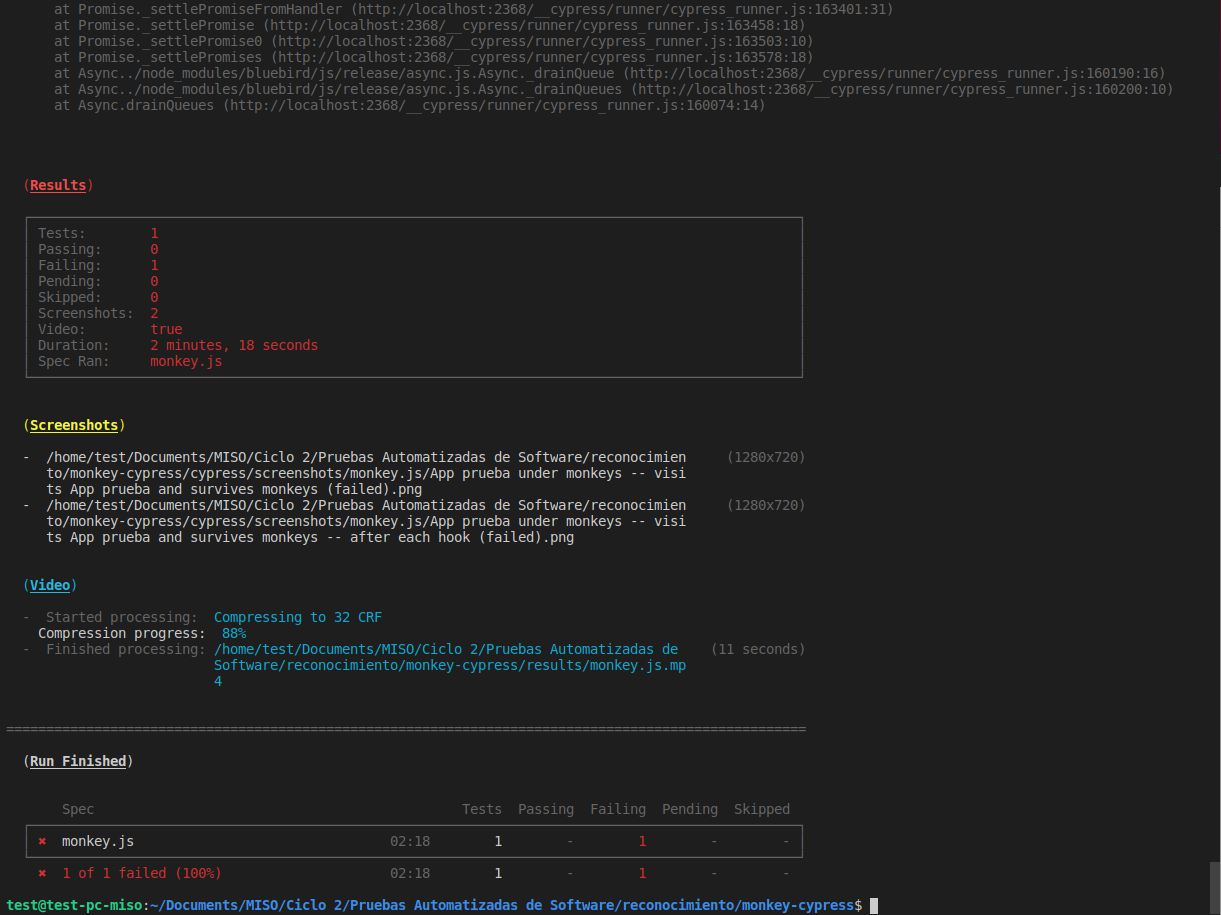 at Promise._settlePromiseFromHandler (http://localhost:2368/__cypress/runner/cypress_runner.js:163401:31)
at Promise._settlePromise (http://localhost:2368/__cypress/runner/cypress_runner.js:163458:18)
at Promise._settlePromise0 (http://localhost:2368/__cypress/runner/cypress_runner.js:163503:10)
at Promise._settlePromises (http://localhost:2368/__cypress/runner/cypress_runner.js:163578:18)
at Async../node_modules/bluebird/js/release/async.js.Async._drainQueue (http://localhost:2368/__cypress/runner/cypress_runner.js:160190:16)
at Async../node_modules/bluebird/js/release/async.js.Async._drainQueues (http://localhost:2368/__cypress/runner/cypress_runner.js:160200:10)
at Async.drainQueues (http://localhost:2368/__cypress/runner/cypress_runner.js:160074:14)
(Results)
Tests: 1
Passing: 0
Failing: 1
Pending: 0
Skipped: 0
Screenshots: 2
Video: true
Duration: 2 minutes, 18 seconds
Spec Ran: monkey.js
(Screenshots)
- /home/test/Documents/MISO/Ciclo 2/Pruebas Automatizadas de Software/reconocimien (1280x720)
to/monkey-cypress/cypress/screenshots/monkey.js/App prueba under monkeys -- visi
ts App prueba and survives monkeys (failed).png
- /home/test/Documents/MISO/Ciclo 2/Pruebas Automatizadas de Software/reconocimien (1280x720)
to/monkey-cypress/cypress/screenshots/monkey.js/App prueba under monkeys -- visi
ts App prueba and survives monkeys -- after each hook (failed).png
(Video)
- Started processing: Compressing to 32 CRF
Compression progress: 88%
- Finished processing: /home/test/Documents/MISO/Ciclo 2/Pruebas Automatizadas de (11 seconds)
Software/reconocimiento/monkey-cypress/results/monkey.js.mp
4
====================================================================================================
(Run Finished)
Spec Tests Passing Failing Pending Skipped
✖ monkey.js 02:18 1 - 1 - -
✖ 1 of 1 failed (100%) 02:18 1 - 1 - -
test@test-pc-miso:~/Documents/MISO/Ciclo 2/Pruebas Automatizadas de Software/reconocimiento/monkey-cypress$